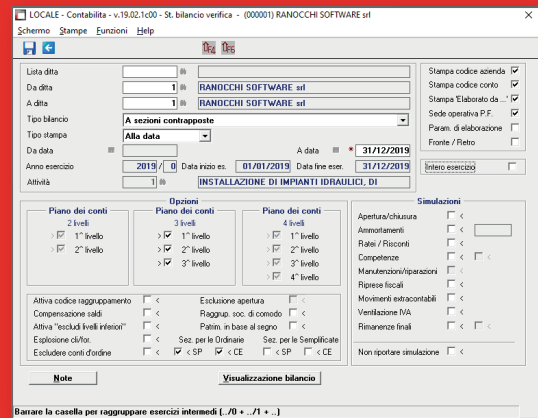 LOCALE - Contabilita - v.19.02.1c00 - St. bilancio verifica - (000001) RANOCCHI SOFTWARE srl
Schermo Stampe Funzioni Help
F4 F5
Lista ditta
Da ditta 1 RANOCCHI SOFTWARE srl
A ditta 1 RANOCCHI SOFTWARE srl
Tipo bilancio A sezioni contrapposte
Tipo stampa Alla data
Da data A data * 31/12/2019
Anno esercizio 2019 / 0 Data inizio es. 01/01/2019 Data fine eser. 31/12/2019
Attività 1 INSTALLAZIONE DI IMPIANTI IDRAULICI, DI
Stampa codice azienda
Stampa codice conto
Stampa 'Elaborato da ...'
Sede operativa P.F.
Param. di elaborazione
Fronte / Retro
Intero esercizio
Opzioni
Piano dei conti Piano dei conti Piano dei conti
2 livelli 3 livelli 4 livelli
> 1^ livello > 1^ livello > 1^ livello
> 2^ livello > 2^ livello > 2^ livello
> 3^ livello > 3^ livello
> 4^ livello
Attiva codice raggruppamento < Esclusione apertura <
Compensazione saldi < Raggrup. soc. di comodo <
Attiva "escludi livelli inferiori" < Patrim. in base al segno <
Esplosione cli/for. < Sez. per le Ordinarie Sez. per le Semplificate
Escludere conti d'ordine < < SP < CE < SP < CE
Simulazioni
Apertura/chiusura <
Ammortamenti <
Ratei / Risconti <
Competenze < <
Manutenzioni/riparazioni <
Riprese fiscali <
Movimenti extracontabili <
Ventilazione IVA <
Rimanenze finali < <
Non riportare simulazione <
Note Visualizzazione bilancio
Barrare la casella per raggruppare esercizi intermedi (../0 + ../1 + ..)